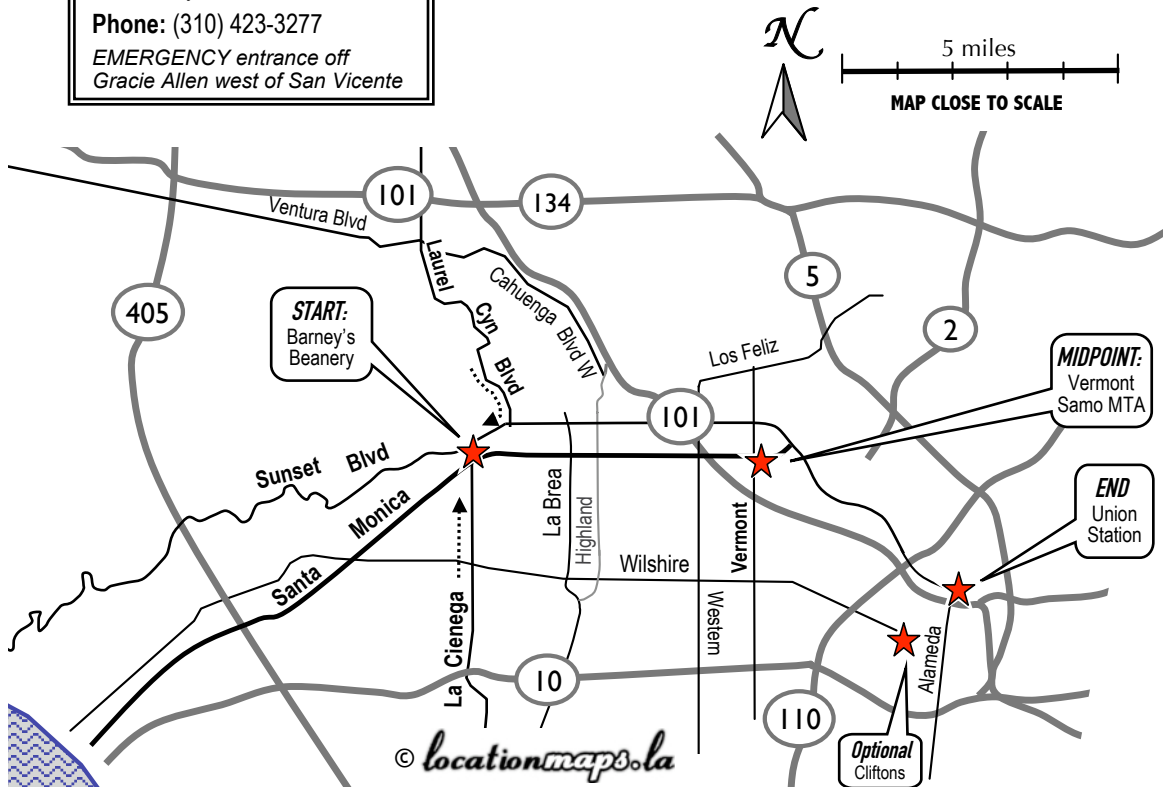 Phone: (310) 423-3277
EMERGENCY entrance off
Gracie Allen west of San Vicente
N
5 miles
MAP CLOSE TO SCALE
101
134
Ventura Blvd
Laurel
Cyn
Blvd
Cahuenga
Blvd W
5
405
START:
Barney's
Beanery
2
Los Feliz
MIDPOINT:
Vermont
Samo MTA
101
Sunset Blvd
Santa
Monica
La Brea
Highland
Vermont
END
Union
Station
Wilshire
Western
La Cienega
10
Alameda
110
Optional
Cliftons
© locationmaps.la